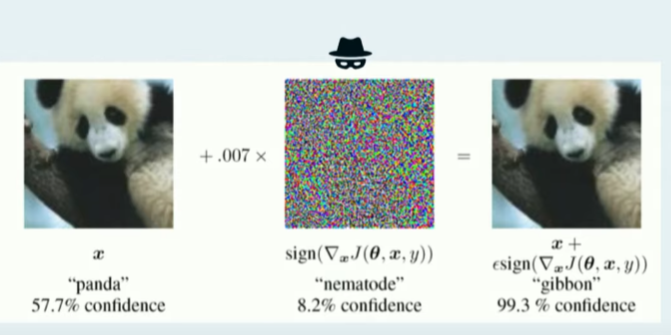 + .007 ×
=
x
sign(∇ₓJ(θ, x, y))
x +
ϵsign(∇ₓJ(θ, x, y))
“panda”
“nematode”
“gibbon”
57.7% confidence
8.2% confidence
99.3 % confidence